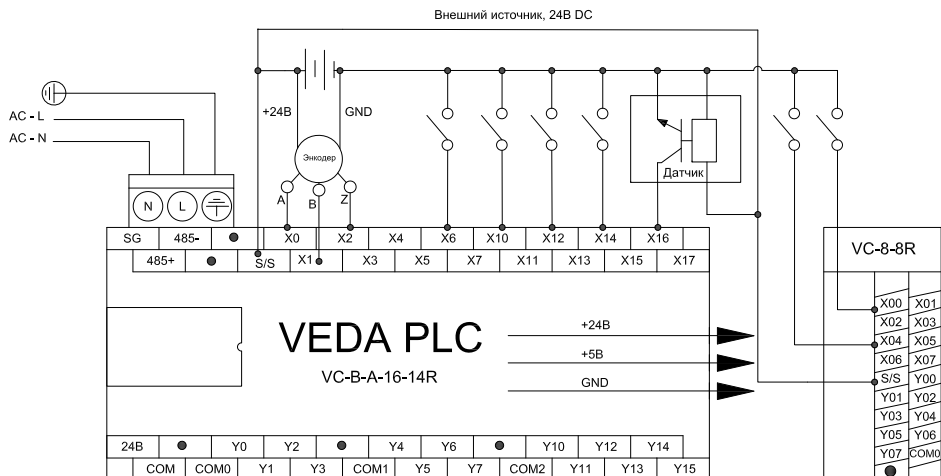 Внешний источник, 24В DC
+24В
GND
AC - L
AC - N
Энкодер
A
B
Z
Датчик
N
L
SG
485-
X0
X2
X4
X6
X10
X12
X14
X16
485+
S/S
X1
X3
X5
X7
X11
X13
X15
X17
VC-8-8R
X00 X01
X02 X03
X04 X05
X06 X07
S/S Y00
Y01 Y02
Y03 Y04
Y05 Y06
Y07 COM0
VEDA PLC
VC-B-A-16-14R
+24В
+5В
GND
24В
Y0
Y2
Y4
Y6
Y10
Y12
Y14
COM
COM0
Y1
Y3
COM1
Y5
Y7
COM2
Y11
Y13
Y15